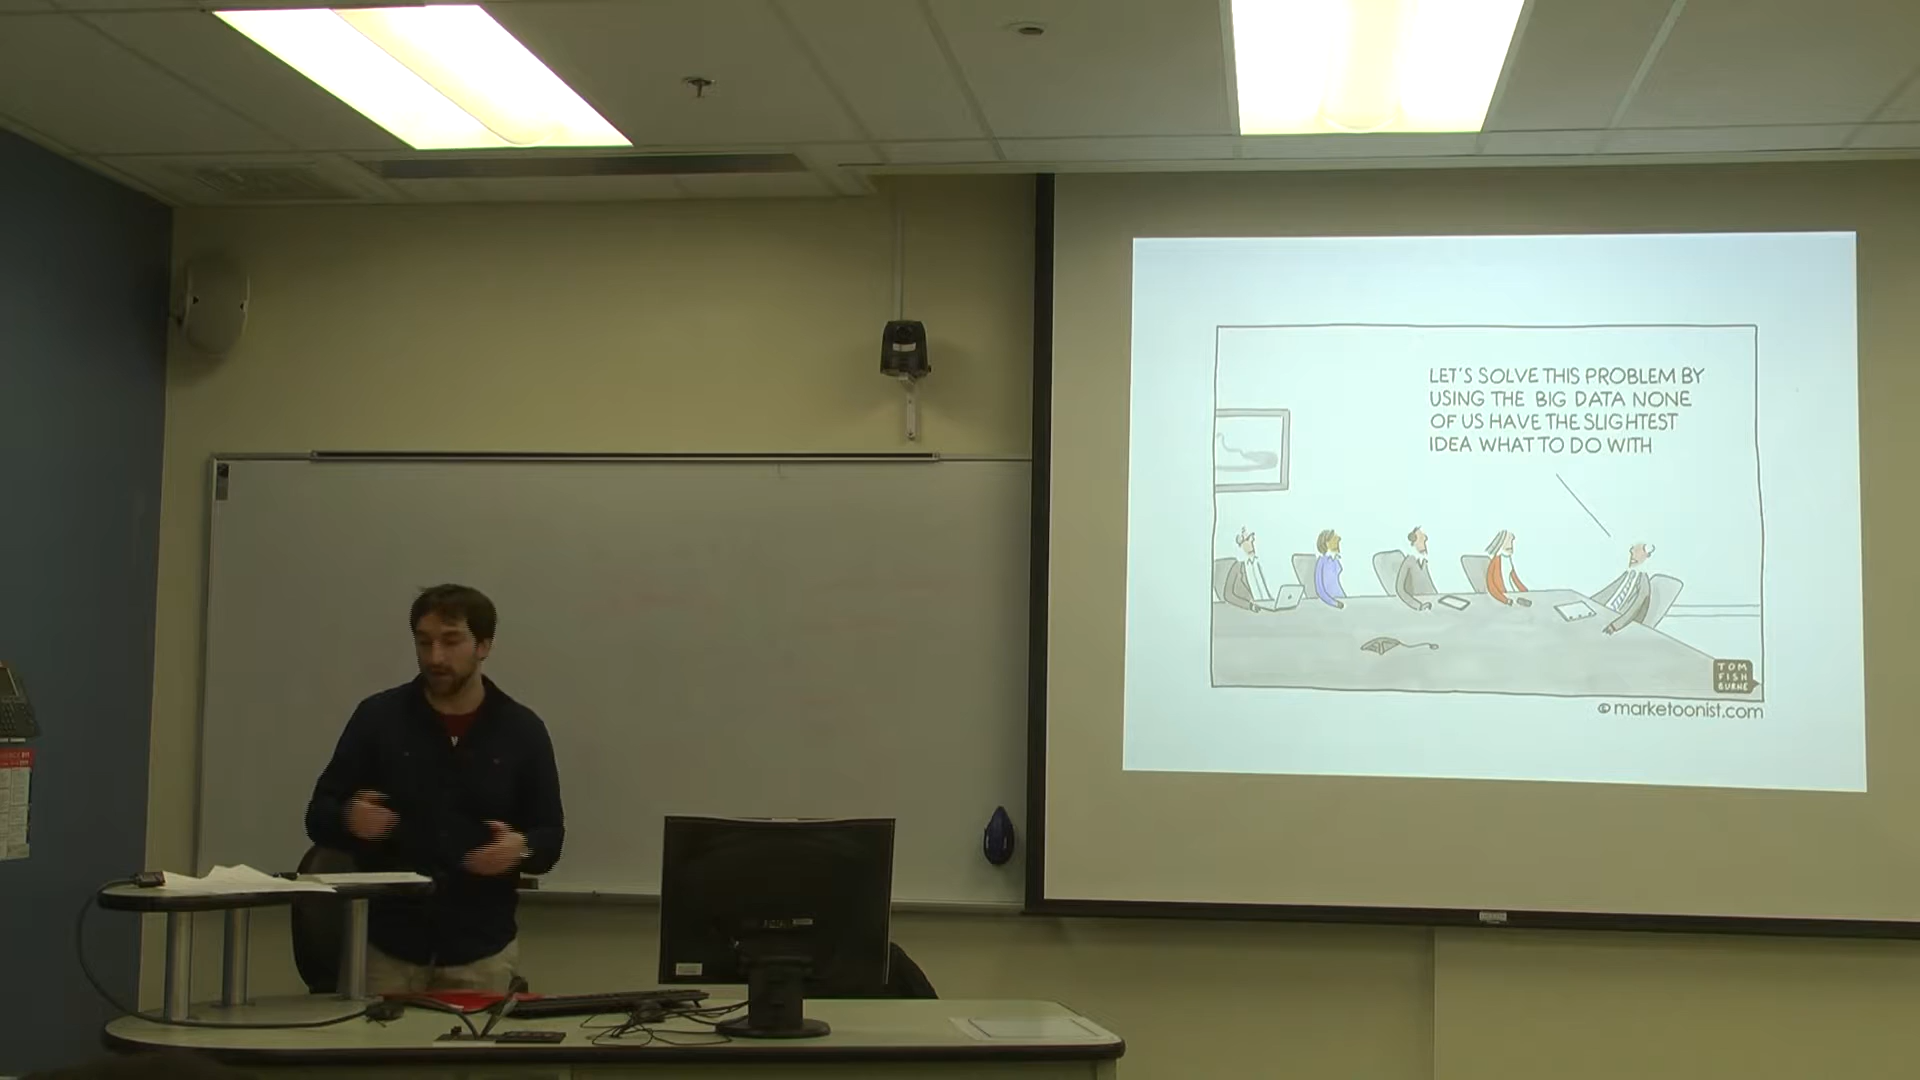 LET'S SOLVE THIS PROBLEM BY
USING THE BIG DATA NONE
OF US HAVE THE SLIGHTEST
IDEA WHAT TO DO WITH
TOM
FISH
BURNE
© marketoonist.com